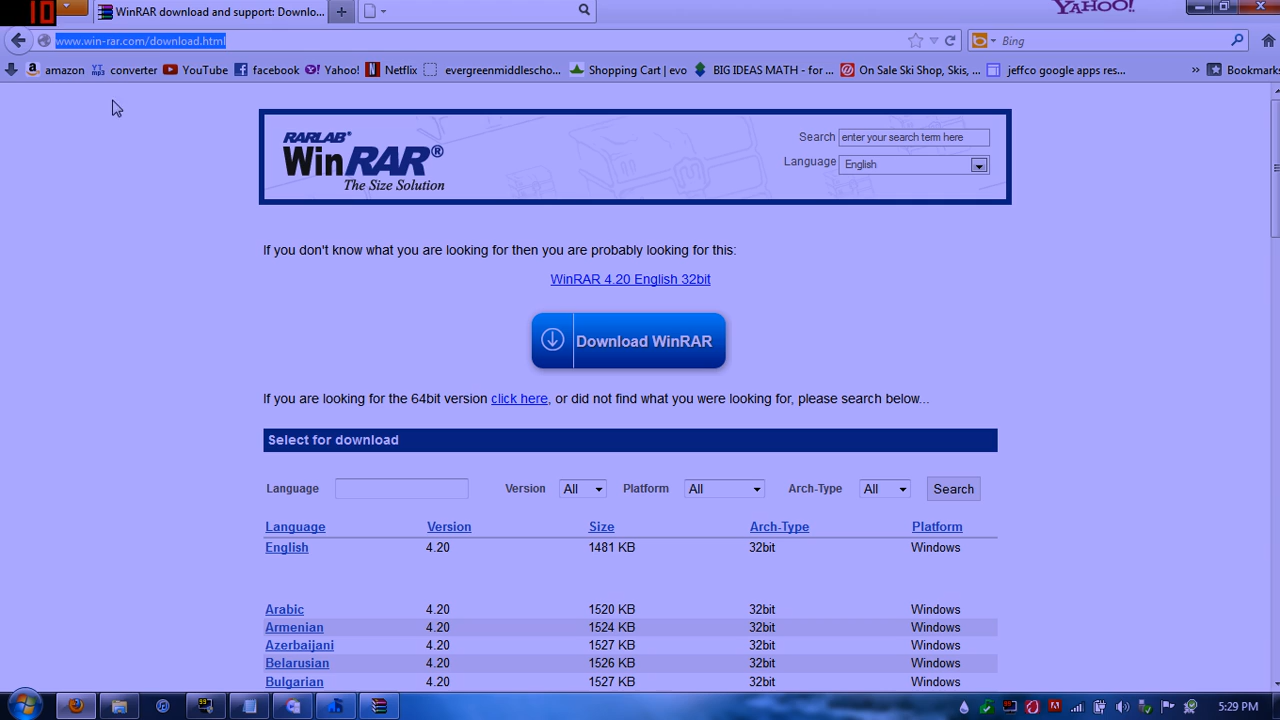 10
WinRAR download and support: Downlo...
YAHOO!
www.win-rar.com/download.html
Bing
amazon converter YouTube facebook Yahoo! Netflix evergreenmiddlescho... Shopping Cart | evo BIG IDEAS MATH - for ... On Sale Ski Shop, Skis, ... jeffco google apps res... » Bookmarks
RARLAB®
WinRAR®
The Size Solution
Search enter your search term here
Language English
If you don't know what you are looking for then you are probably looking for this:
WinRAR 4.20 English 32bit
Download WinRAR
If you are looking for the 64bit version click here, or did not find what you were looking for, please search below...
Select for download
Language Version All Platform All Arch-Type All Search
Language Version Size Arch-Type Platform
English 4.20 1481 KB 32bit Windows
Arabic 4.20 1520 KB 32bit Windows
Armenian 4.20 1524 KB 32bit Windows
Azerbaijani 4.20 1527 KB 32bit Windows
Belarusian 4.20 1526 KB 32bit Windows
Bulgarian 4.20 1527 KB 32bit Windows
99
5:29 PM